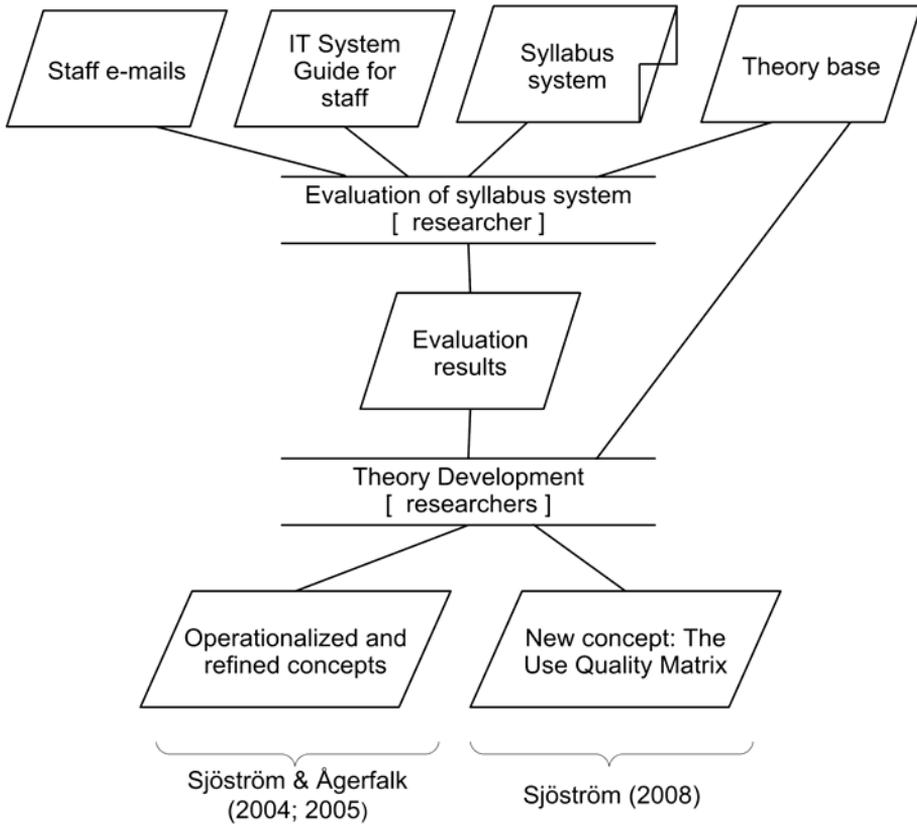 Staff e-mails
IT System
Guide for
staff
Syllabus
system
Theory base
Evaluation of syllabus system
[ researcher ]
Evaluation
results
Theory Development
[ researchers ]
Operationalized and
refined concepts
New concept: The
Use Quality Matrix
Sjöström & Ågerfalk
(2004; 2005)
Sjöström (2008)